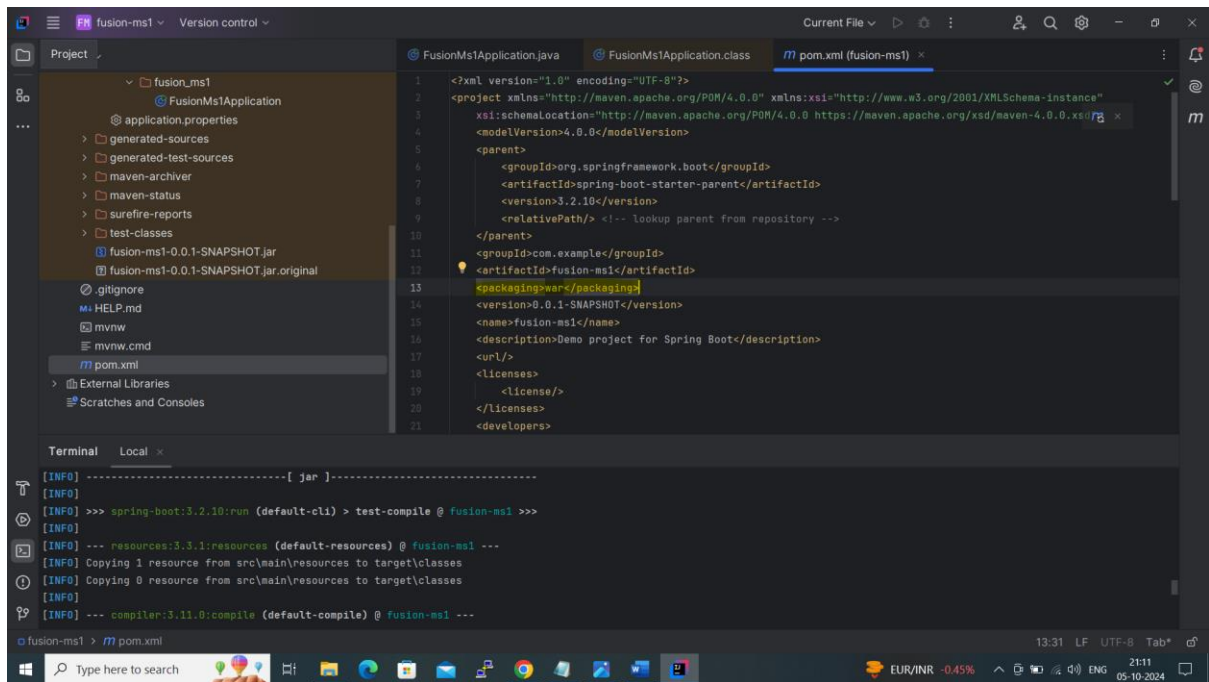 FM fusion-ms1 Version control Current File
Project
fusion_ms1
FusionMs1Application
application.properties
generated-sources
generated-test-sources
maven-archiver
maven-status
surefire-reports
test-classes
fusion-ms1-0.0.1-SNAPSHOT.jar
fusion-ms1-0.0.1-SNAPSHOT.jar.original
.gitignore
M↓ HELP.md
mvnw
mvnw.cmd
m pom.xml
External Libraries
Scratches and Consoles
FusionMs1Application.java FusionMs1Application.class m pom.xml (fusion-ms1)
1 <?xml version="1.0" encoding="UTF-8"?>
2 <project xmlns="http://maven.apache.org/POM/4.0.0" xmlns:xsi="http://www.w3.org/2001/XMLSchema-instance"
3 xsi:schemaLocation="http://maven.apache.org/POM/4.0.0 https://maven.apache.org/xsd/maven-4.0.0.xsd
4 <modelVersion>4.0.0</modelVersion>
5 <parent>
6 <groupId>org.springframework.boot</groupId>
7 <artifactId>spring-boot-starter-parent</artifactId>
8 <version>3.2.10</version>
9 <relativePath/> <!-- lookup parent from repository -->
10 </parent>
11 <groupId>com.example</groupId>
12 <artifactId>fusion-ms1</artifactId>
13 <packaging>war</packaging>
14 <version>0.0.1-SNAPSHOT</version>
15 <name>fusion-ms1</name>
16 <description>Demo project for Spring Boot</description>
17 <url/>
18 <licenses>
19 <license/>
20 </licenses>
21 <developers>
m
Terminal Local
[INFO] --------------------------------[ jar ]---------------------------------
[INFO]
[INFO] >>> spring-boot:3.2.10:run (default-cli) > test-compile @ fusion-ms1 >>>
[INFO]
[INFO] --- resources:3.3.1:resources (default-resources) @ fusion-ms1 ---
[INFO] Copying 1 resource from src\main\resources to target\classes
[INFO] Copying 0 resource from src\main\resources to target\classes
[INFO]
[INFO] --- compiler:3.11.0:compile (default-compile) @ fusion-ms1 ---
fusion-ms1 > m pom.xml 13:31 LF UTF-8 Tab*
Type here to search EUR/INR -0.45% ENG 21:11
05-10-2024